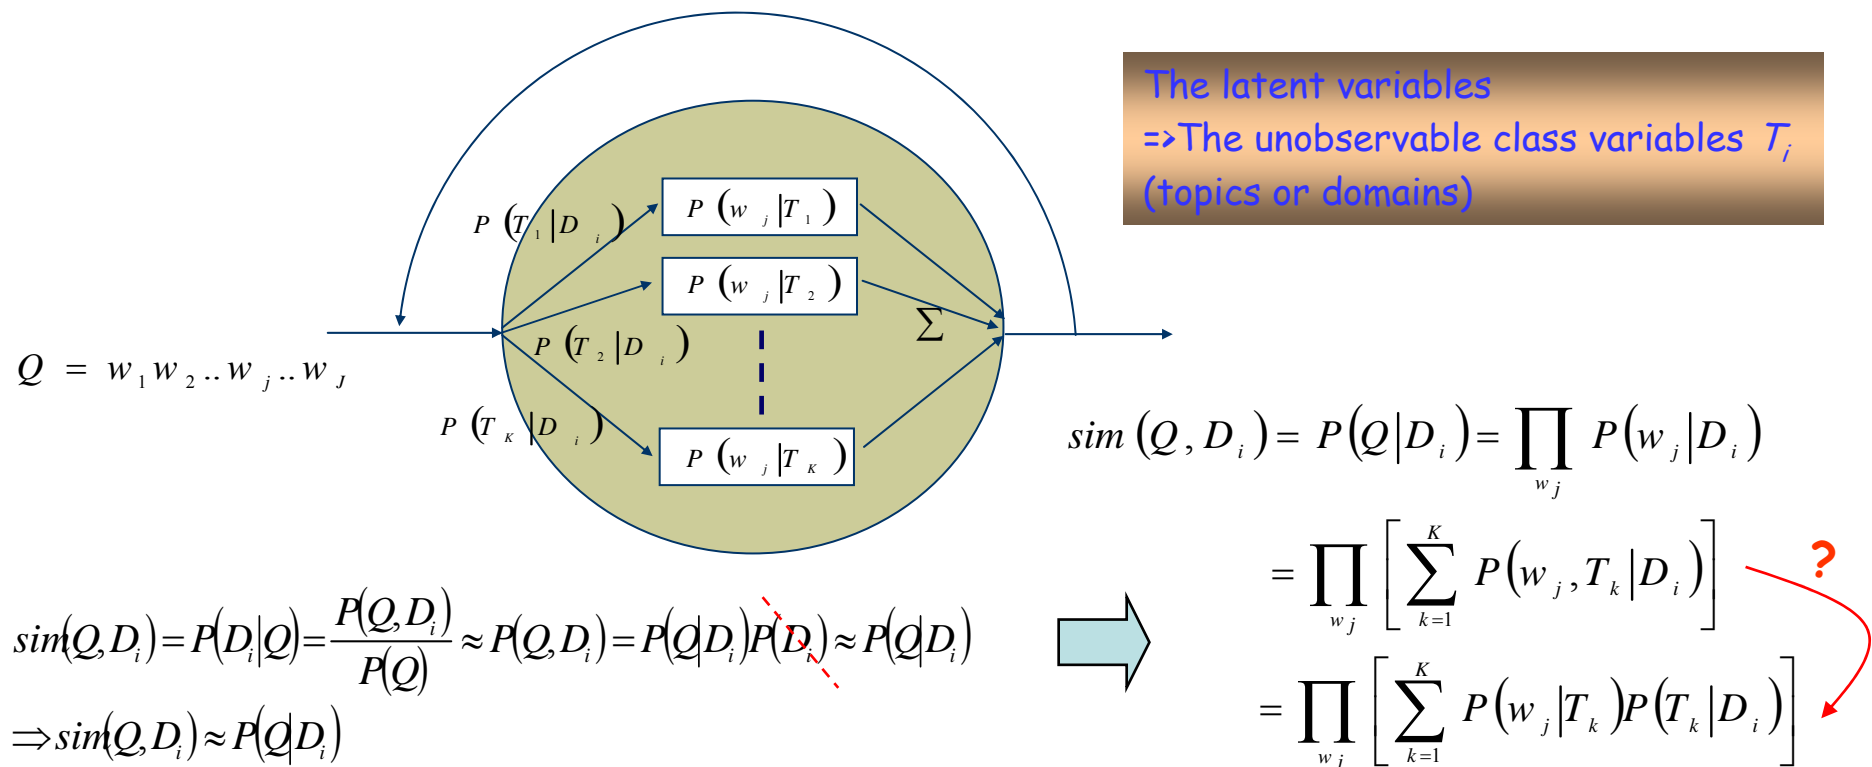 The latent variables
=>The unobservable class variables T_i
(topics or domains)
P(T_1|D_i)
P(w_j|T_1)
P(w_j|T_2)
Σ
P(T_2|D_i)
Q = w_1 w_2 .. w_j .. w_J
P(T_K|D_i)
P(w_j|T_K)
sim(Q, D_i) = P(Q|D_i) = ∏_{w_j} P(w_j|D_i)
= ∏_{w_j} [ ∑_{k=1}^{K} P(w_j, T_k|D_i) ]
?
= ∏_{w_j} [ ∑_{k=1}^{K} P(w_j|T_k)P(T_k|D_i) ]
sim(Q,D_i) = P(D_i|Q) = P(Q,D_i)/P(Q) ≈ P(Q,D_i) = P(Q|D_i)P(D_i) ≈ P(Q|D_i)
⇒ sim(Q,D_i) ≈ P(Q|D_i)